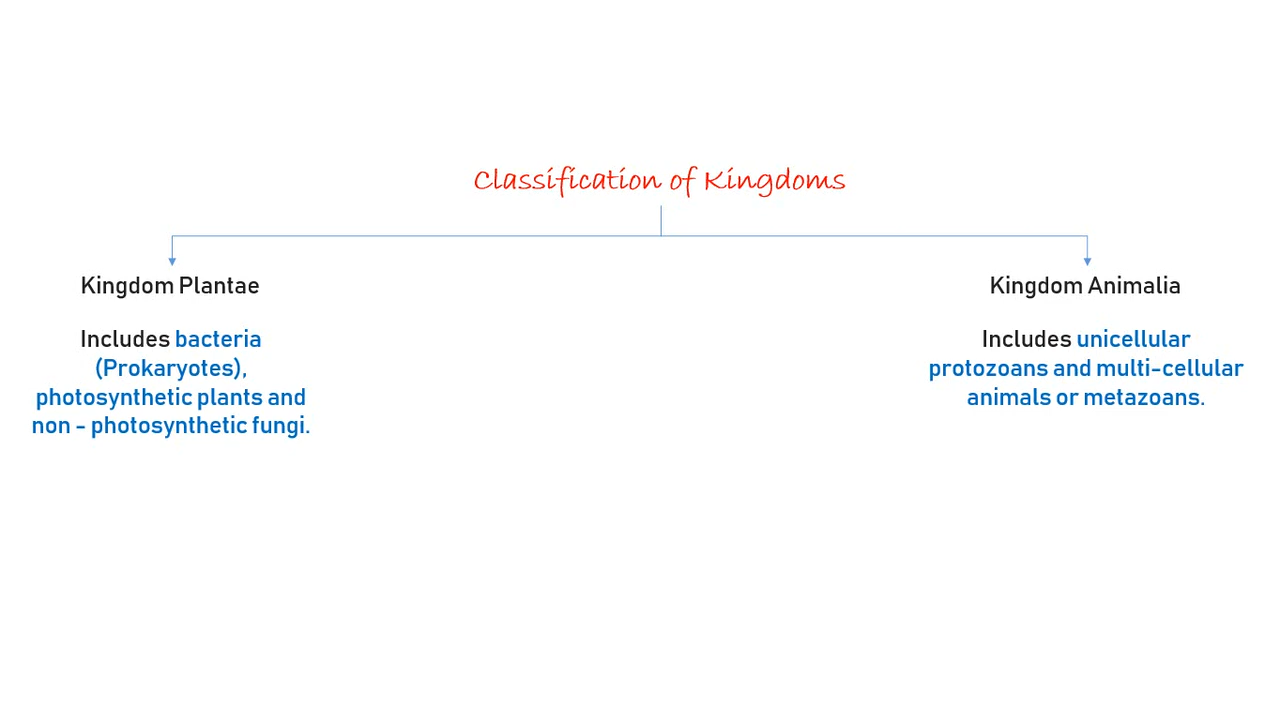 Classification of Kingdoms
Kingdom Plantae
Includes bacteria
(Prokaryotes),
photosynthetic plants and
non - photosynthetic fungi.
Kingdom Animalia
Includes unicellular
protozoans and multi-cellular
animals or metazoans.